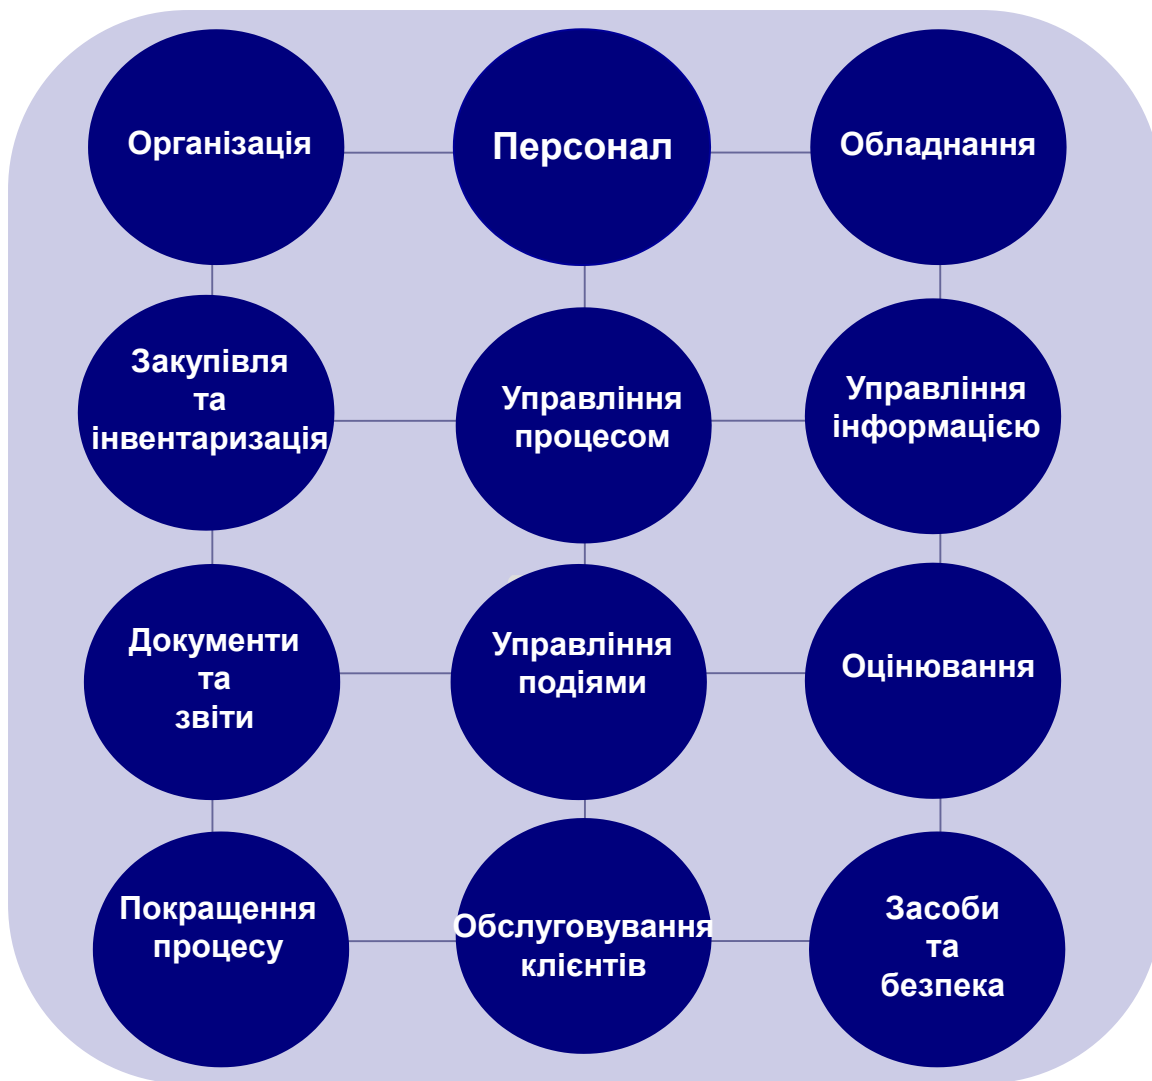 Організація
Персонал
Обладнання
Закупівля
та
інвентаризація
Управління
процесом
Управління
інформацією
Документи
та
звіти
Управління
подіями
Оцінювання
Покращення
процесу
Обслуговування
клієнтів
Засоби
та
безпека